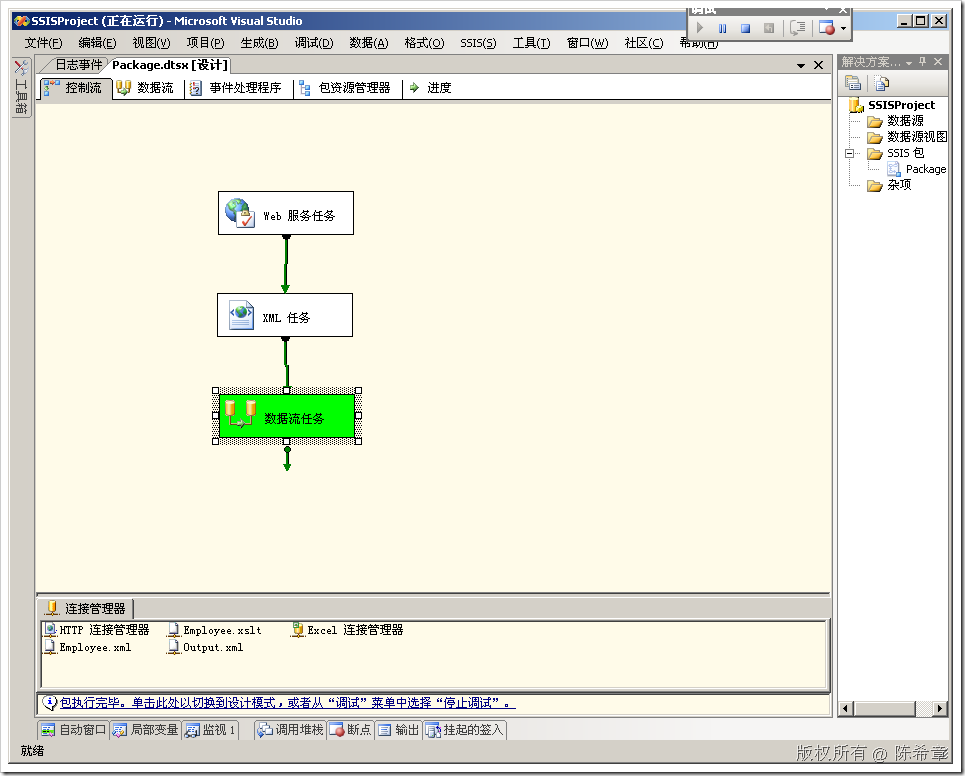 SSISProject (正在运行) - Microsoft Visual Studio
调试
文件(F) 编辑(E) 视图(V) 项目(P) 生成(B) 调试(D) 数据(A) 格式(O) SSIS(S) 工具(T) 窗口(W) 社区(C) 帮助(H)
日志事件 Package.dtsx [设计]
解决方案...
工具箱
控制流 数据流 事件处理程序 包资源管理器 进度
SSISProject
数据源
数据源视图
SSIS 包
Package
杂项
Web 服务任务
XML 任务
数据流任务
连接管理器
HTTP 连接管理器 Employee.xslt Excel 连接管理器
Employee.xml Output.xml
包执行完毕。单击此处以切换到设计模式，或者从“调试”菜单中选择“停止调试”。
自动窗口 局部变量 监视 1 调用堆栈 断点 输出 挂起的签入
就绪
版权所有 @ 陈希章